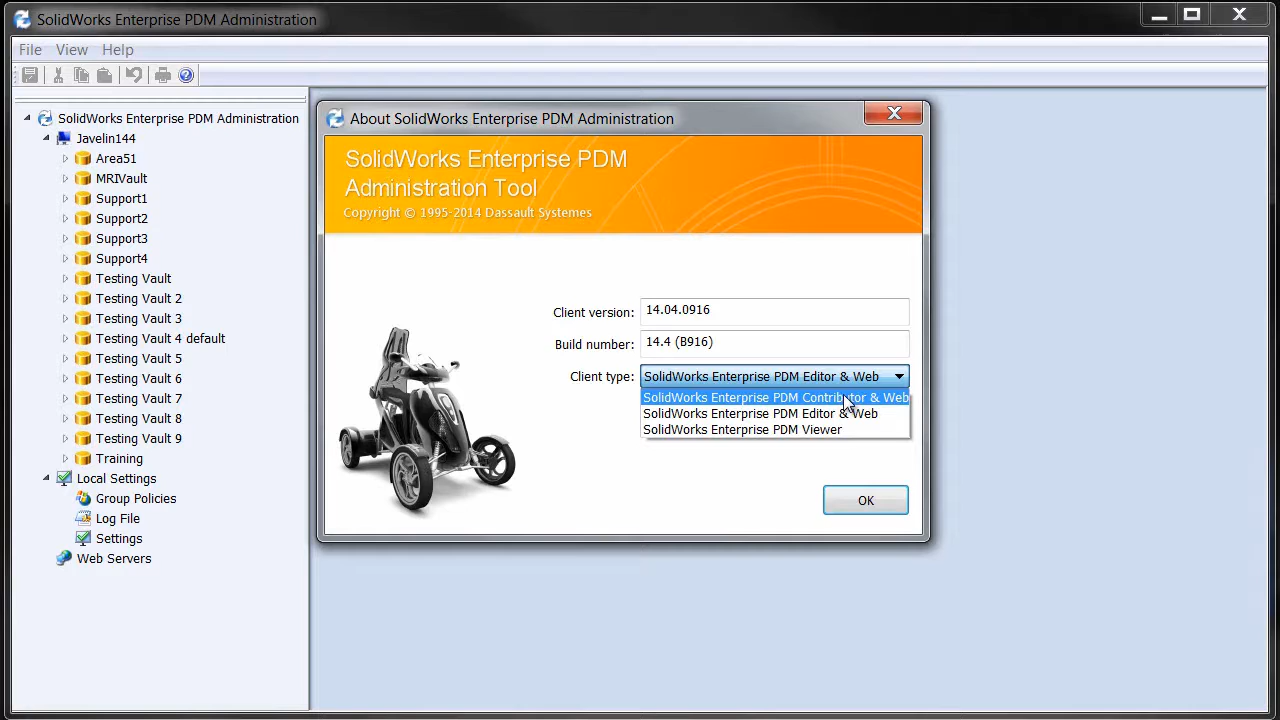 SolidWorks Enterprise PDM Administration
File View Help
SolidWorks Enterprise PDM Administration
Javelin144
Area51
MRIVault
Support1
Support2
Support3
Support4
Testing Vault
Testing Vault 2
Testing Vault 3
Testing Vault 4 default
Testing Vault 5
Testing Vault 6
Testing Vault 7
Testing Vault 8
Testing Vault 9
Training
Local Settings
Group Policies
Log File
Settings
Web Servers
About SolidWorks Enterprise PDM Administration
SolidWorks Enterprise PDM
Administration Tool
Copyright © 1995-2014 Dassault Systemes
Client version: 14.04.0916
Build number: 14.4 (B916)
Client type: SolidWorks Enterprise PDM Editor & Web
SolidWorks Enterprise PDM Contributor & Web
SolidWorks Enterprise PDM Editor & Web
SolidWorks Enterprise PDM Viewer
OK